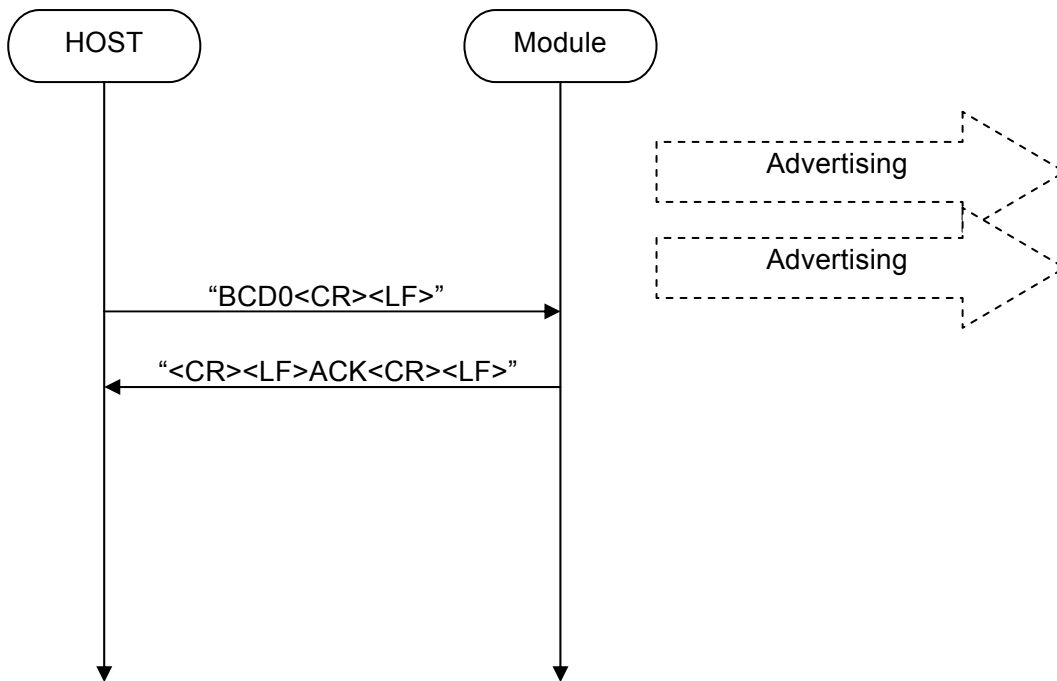 HOST
Module
Advertising
Advertising
“BCD0<CR><LF>”
“<CR><LF>ACK<CR><LF>”